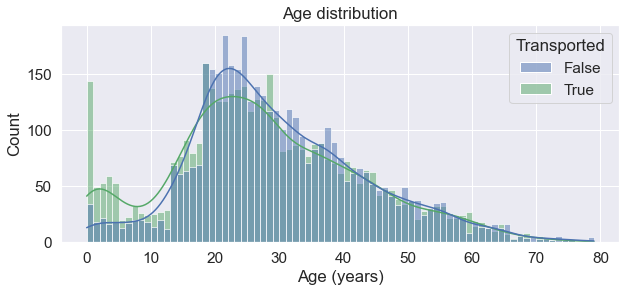 Age distribution
Transported
False
True
Count
150
100
50
0
0 10 20 30 40 50 60 70 80
Age (years)